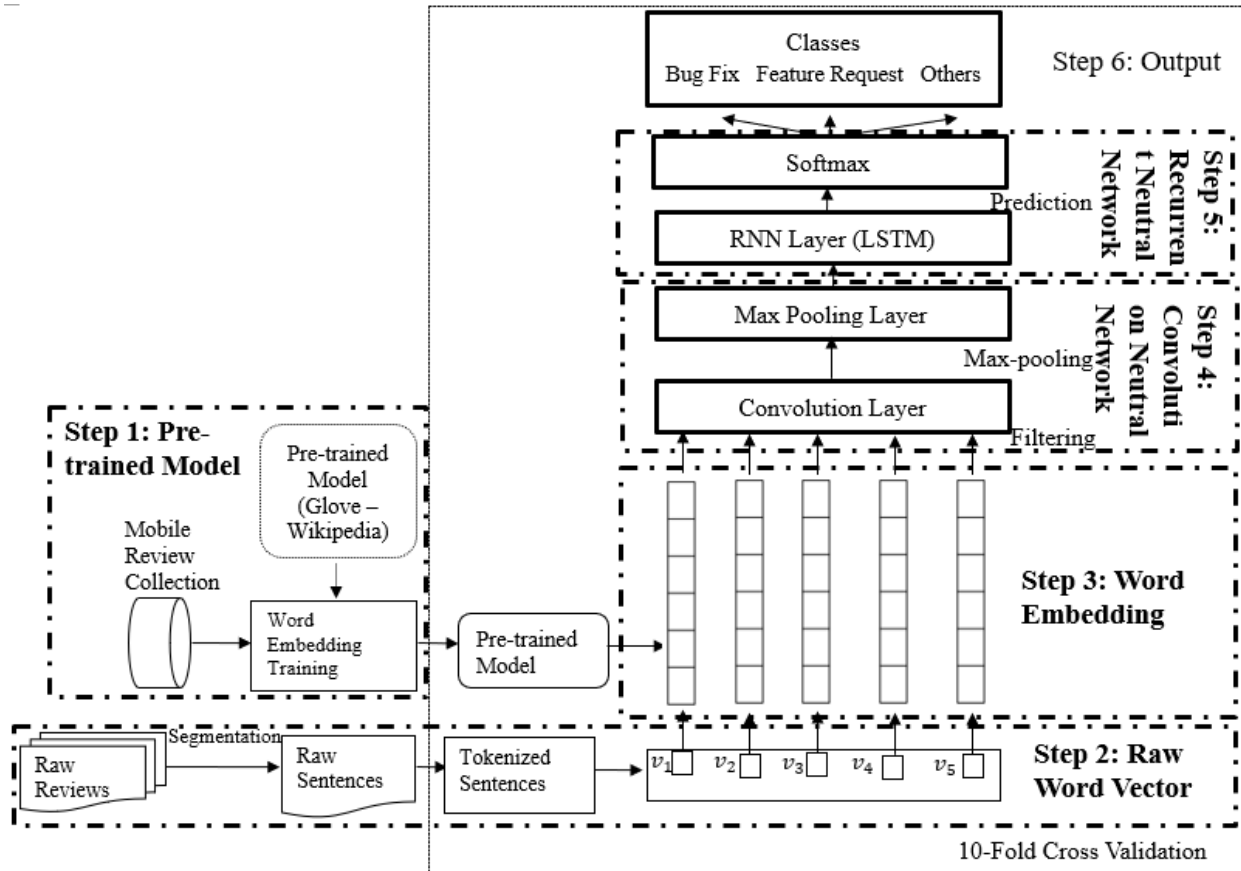 Classes
Bug Fix Feature Request Others
Step 6: Output
Softmax
Prediction
RNN Layer (LSTM)
Step 5:
Recurren
t Neutral
Network
Max Pooling Layer
Max-pooling
Convolution Layer
Filtering
Step 4:
Convoluti
on Neutral
Network
Step 1: Pre-
trained Model
Pre-trained
Model
(Glove –
Wikipedia)
Mobile
Review
Collection
Word
Embedding
Training
Pre-trained
Model
Step 3: Word
Embedding
Raw
Reviews
Segmentation
Raw
Sentences
Tokenized
Sentences
v₁ v₂ v₃ v₄ v₅
Step 2: Raw
Word Vector
10-Fold Cross Validation